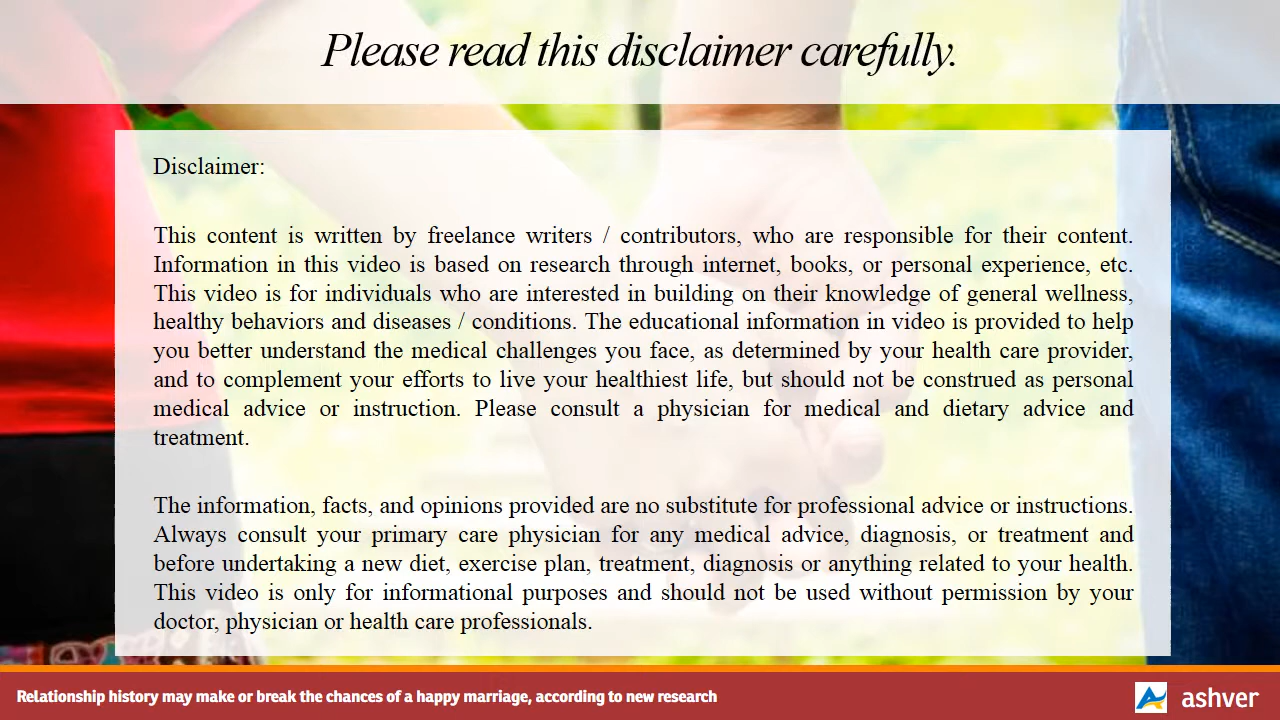 Please read this disclaimer carefully.
Disclaimer:
This content is written by freelance writers / contributors, who are responsible for their content.
Information in this video is based on research through internet, books, or personal experience, etc.
This video is for individuals who are interested in building on their knowledge of general wellness,
healthy behaviors and diseases / conditions. The educational information in video is provided to help
you better understand the medical challenges you face, as determined by your health care provider,
and to complement your efforts to live your healthiest life, but should not be construed as personal
medical advice or instruction. Please consult a physician for medical and dietary advice and
treatment.
The information, facts, and opinions provided are no substitute for professional advice or instructions.
Always consult your primary care physician for any medical advice, diagnosis, or treatment and
before undertaking a new diet, exercise plan, treatment, diagnosis or anything related to your health.
This video is only for informational purposes and should not be used without permission by your
doctor, physician or health care professionals.
Relationship history may make or break the chances of a happy marriage, according to new research
ashver